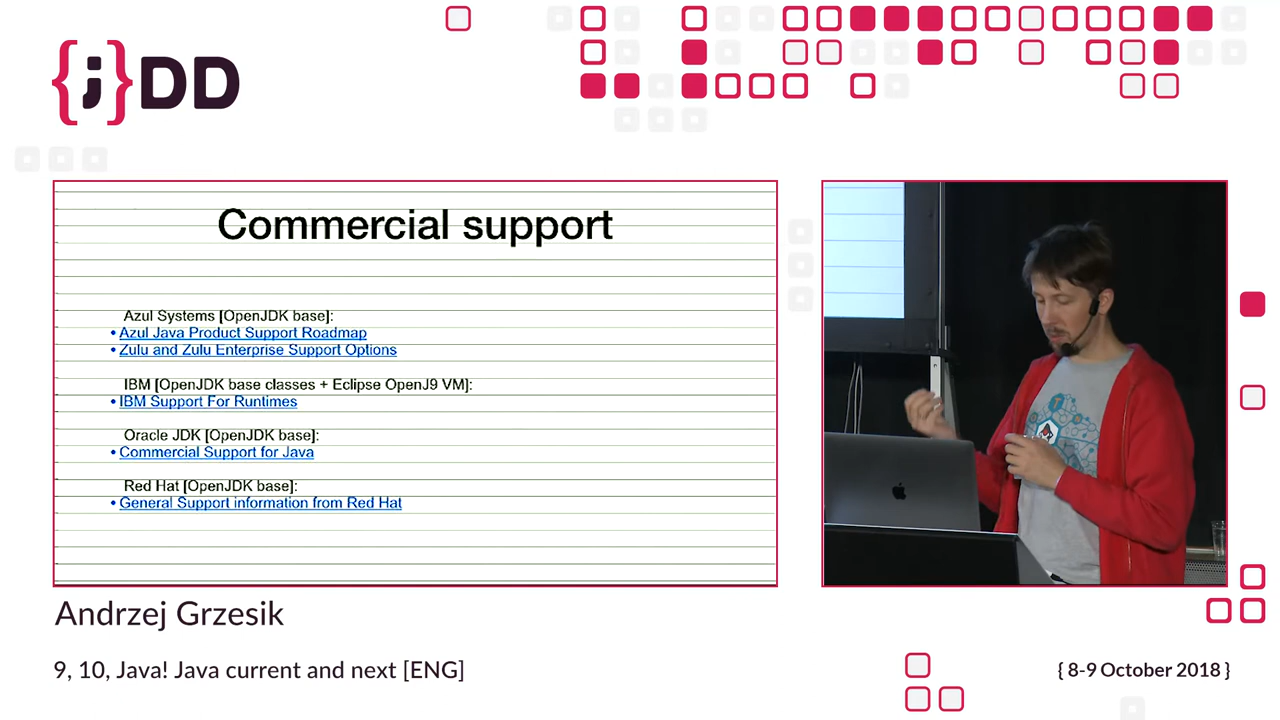 {j}DD
Commercial support
Azul Systems [OpenJDK base]:
• Azul Java Product Support Roadmap
• Zulu and Zulu Enterprise Support Options
IBM [OpenJDK base classes + Eclipse OpenJ9 VM]:
• IBM Support For Runtimes
Oracle JDK [OpenJDK base]:
• Commercial Support for Java
Red Hat [OpenJDK base]:
• General Support information from Red Hat
Andrzej Grzesik
9, 10, Java! Java current and next [ENG]
{ 8-9 October 2018 }